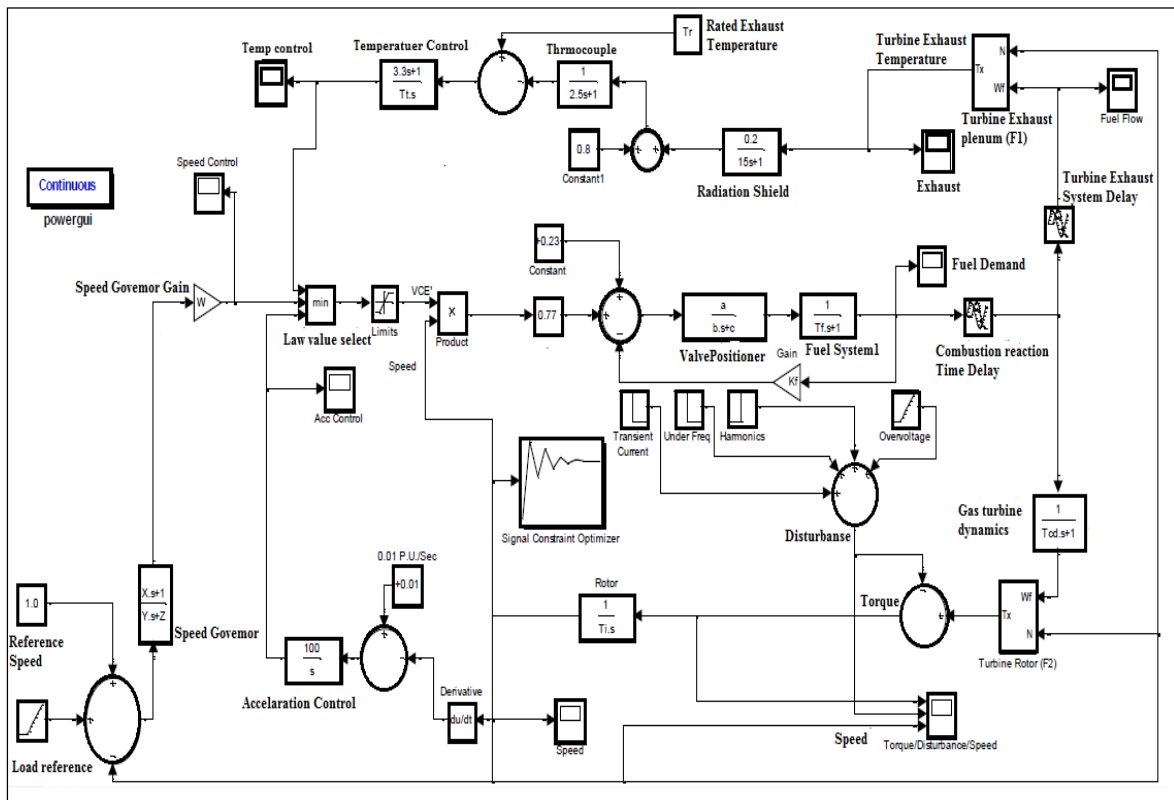 Temp control
Temperatuer Control
3.3s+1
Tt.s
+
-
Thrmocouple
1
2.5s+1
Tr
Rated Exhaust
Temperature
Turbine Exhaust
Temperature
N
Tx
Wf
Fuel Flow
Turbine Exhaust
plenum (F1)
0.8
Constant1
+
+
0.2
15s+1
Radiation Shield
Exhaust
Turbine Exhaust
System Delay
Speed Control
Continuous
powergui
Speed Govemor Gain
W
min
Law value select
Limits
VCE'
X
Product
Speed
+0.23
Constant
0.77
+
+
−
a
b.s+c
ValvePositioner
1
Tf.s+1
Fuel System1
Fuel Demand
Combustion reaction
Time Delay
Gain
Kf
Acc Control
Transient
Current
Under Freq
Harmonics
Overvoltage
Signal Constraint Optimizer
+
+
+
+
Disturbanse
Gas turbine
dynamics
1
Tcd.s+1
0.01 P.U./Sec
+0.01
Rotor
1
Ti.s
Torque
-
+
Wf
Tx
N
Turbine Rotor (F2)
1.0
Reference
Speed
X.s+1
Y.s+Z
Speed Govemor
100
s
Accelaration Control
+
-
Derivative
du/dt
Speed
Speed
Torque/Disturbance/Speed
+
+
-
Load reference